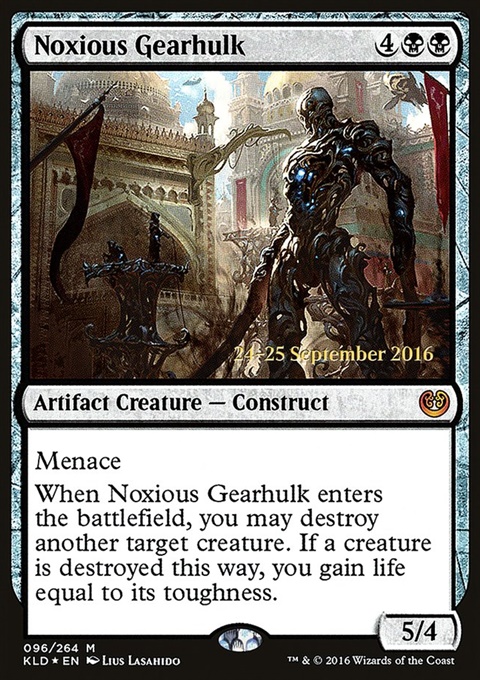 Noxious Gearhulk 4
24-25 September 2016
Artifact Creature — Construct
Menace
When Noxious Gearhulk enters
the battlefield, you may destroy
another target creature. If a creature
is destroyed this way, you gain life
equal to its toughness.
5/4
096/264 M
KLD ★ EN Lius Lasahido
™ & © 2016 Wizards of the Coast